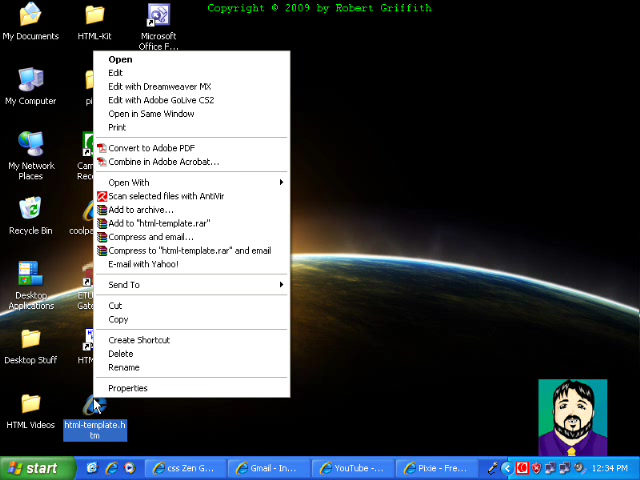 Copyright © 2009 by Robert Griffith
My Documents
HTML-Kit
Microsoft
Office F...
My Computer
My Network
Places
Recycle Bin
Desktop
Applications
Desktop Stuff
HTML Videos
html-template.h
tm
Open
Edit
Edit with Dreamweaver MX
Edit with Adobe GoLive CS2
Open in Same Window
Print
Convert to Adobe PDF
Combine in Adobe Acrobat...
Open With
Scan selected files with AntiVir
Add to archive...
Add to "html-template.rar"
Compress and email...
Compress to "html-template.rar" and email
E-mail with Yahoo!
Send To
Cut
Copy
Create Shortcut
Delete
Rename
Properties
start
css Zen G...
Gmail - In...
YouTube -...
Pixie - Fre...
12:34 PM